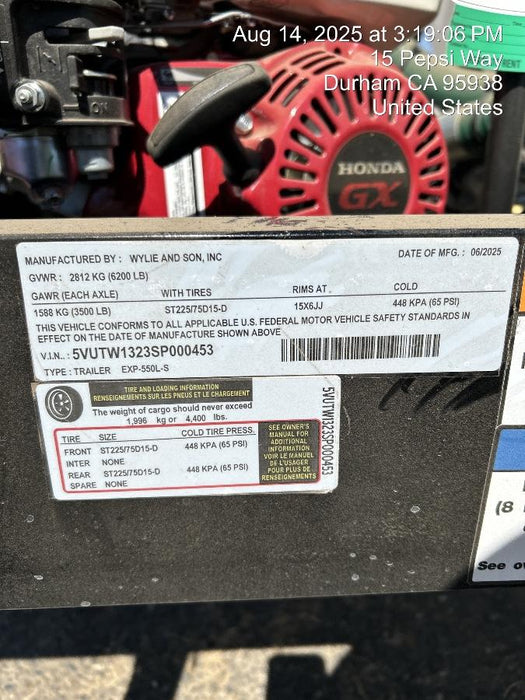 Aug 14, 2025 at 3:19:06 PM
15 Pepsi Way
Durham CA 95938
United States
ON
HONDA
GX
MANUFACTURED BY : WYLIE AND SON, INC
DATE OF MFG. : 06/2025
GVWR : 2812 KG (6200 LB)
GAWR (EACH AXLE) WITH TIRES RIMS AT . COLD
1588 KG (3500 LB) ST225/75D15-D 15X6JJ 448 KPA (65 PSI)
THIS VEHICLE CONFORMS TO ALL APPLICABLE U.S. FEDERAL MOTOR VEHICLE SAFETY STANDARDS IN
EFFECT ON THE DATE OF MANUFACTURE SHOWN ABOVE
V.I.N. : 5VUTW1323SP000453
TYPE : TRAILER EXP-550L-S
TIRE AND LOADING INFORMATION
RENSEIGNEMENTS SUR LES PNEUS ET LE CHARGEMENT
The weight of cargo should never exceed
1,996 kg or 4,400 lbs.
TIRE SIZE COLD TIRE PRESS.
FRONT ST225/75D15-D 448 KPA (65 PSI)
INTER NONE
REAR ST225/75D15-D 448 KPA (65 PSI)
SPARE NONE
SEE OWNER'S
MANUAL FOR
ADDITIONAL
INFORMATION
VOIR LE MANUEL
DE L'USAGER
POUR PLUS DE
RENSEIGNEMENTS
5VUTW1323SP000453
(8
See